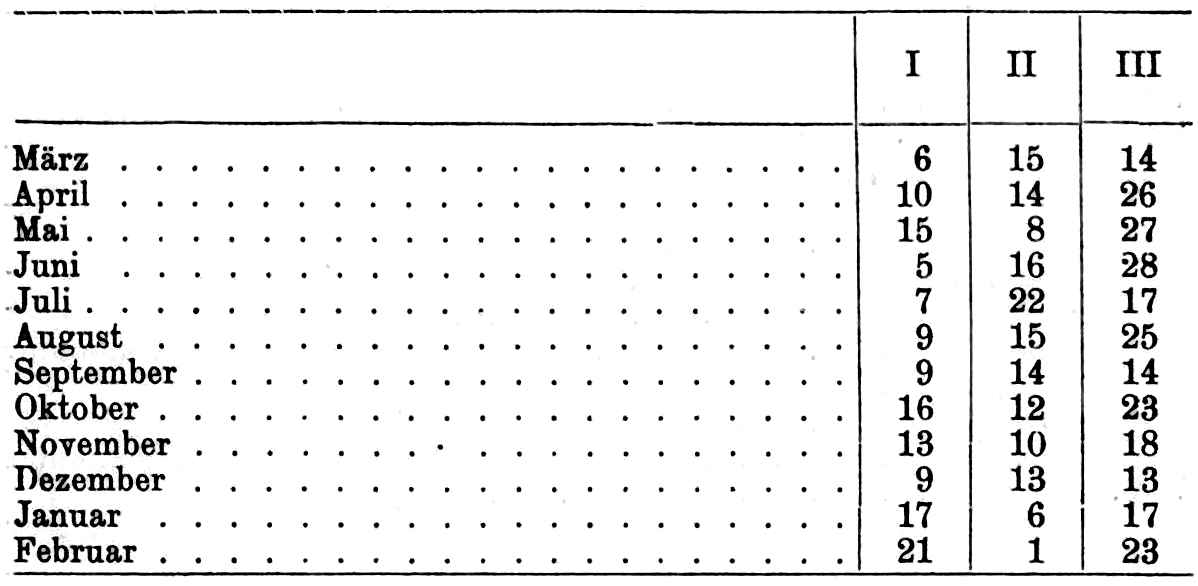 I II III
März . . . . . . . . . . . . . . . . . . . . . 6 15 14
April . . . . . . . . . . . . . . . . . . . . . 10 14 26
Mai . . . . . . . . . . . . . . . . . . . . . . 15 8 27
Juni . . . . . . . . . . . . . . . . . . . . . 5 16 28
Juli . . . . . . . . . . . . . . . . . . . . . . 7 22 17
August . . . . . . . . . . . . . . . . . . . . 9 15 25
September . . . . . . . . . . . . . . . . . . . 9 14 14
Oktober . . . . . . . . . . . . . . . . . . . . 16 12 23
November . . . . . . . . . . . . . . . . . . . 13 10 18
Dezember . . . . . . . . . . . . . . . . . . . 9 13 13
Januar . . . . . . . . . . . . . . . . . . . . 17 6 17
Februar . . . . . . . . . . . . . . . . . . . . 21 1 23